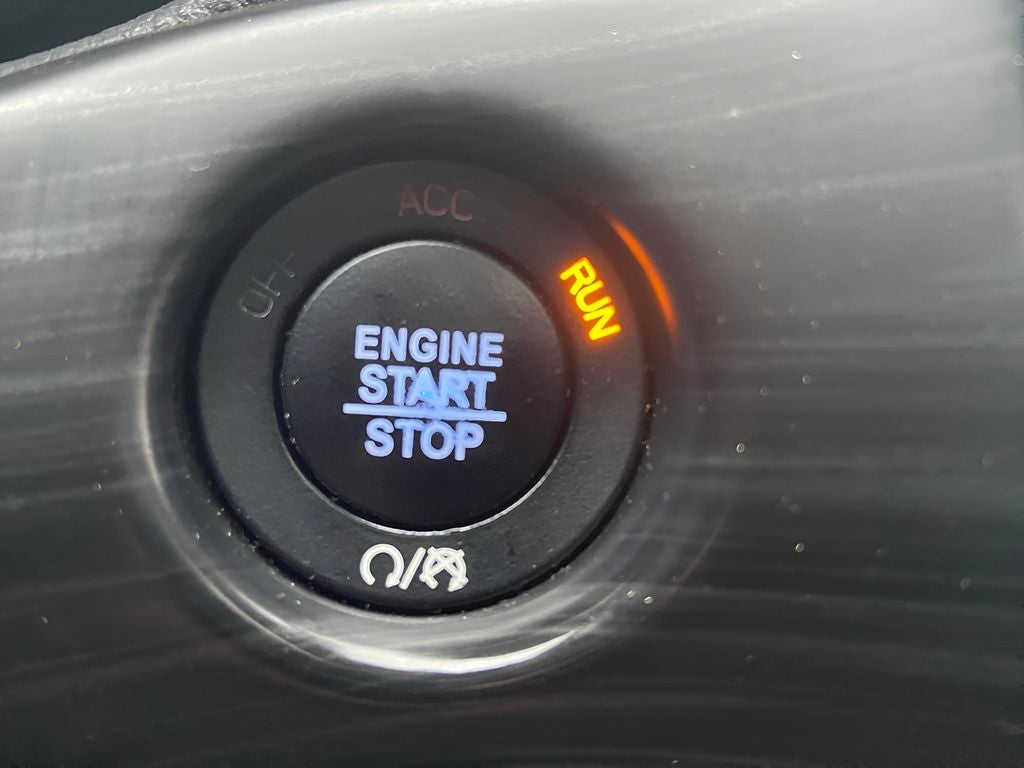 ACC
OFF
RUN
ENGINE
START
STOP